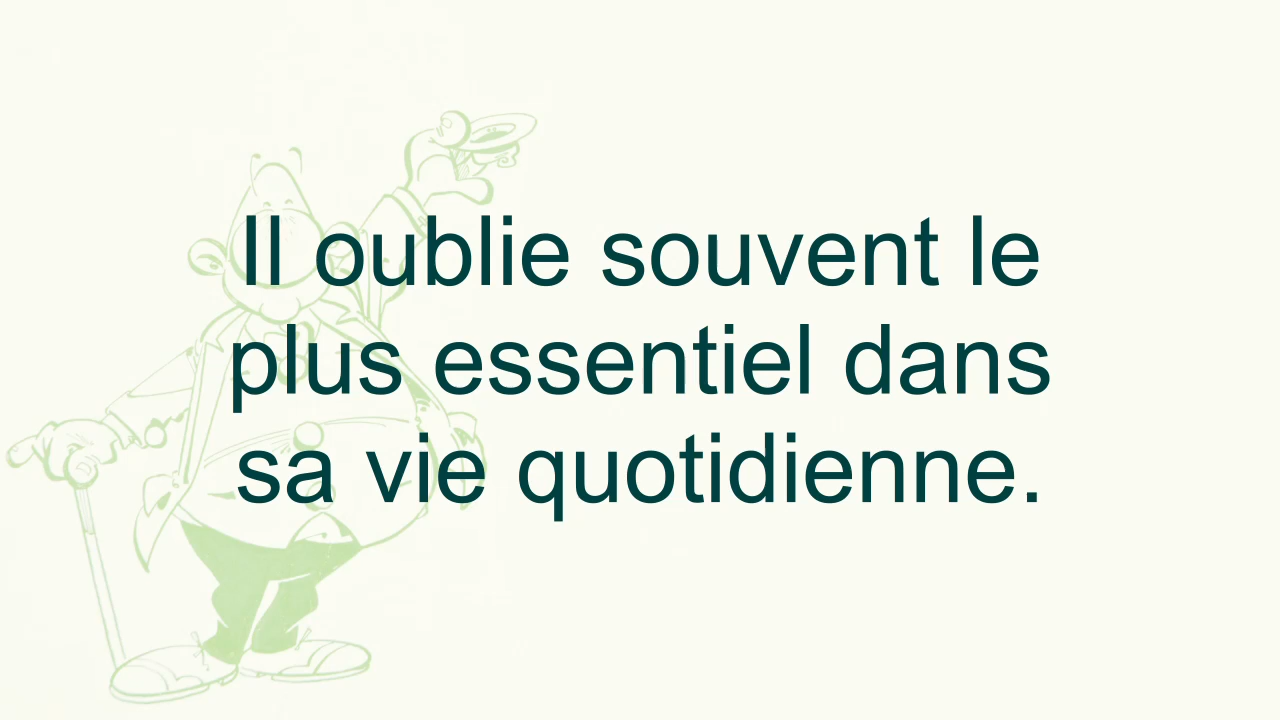 Il oublie souvent le
plus essentiel dans
sa vie quotidienne.